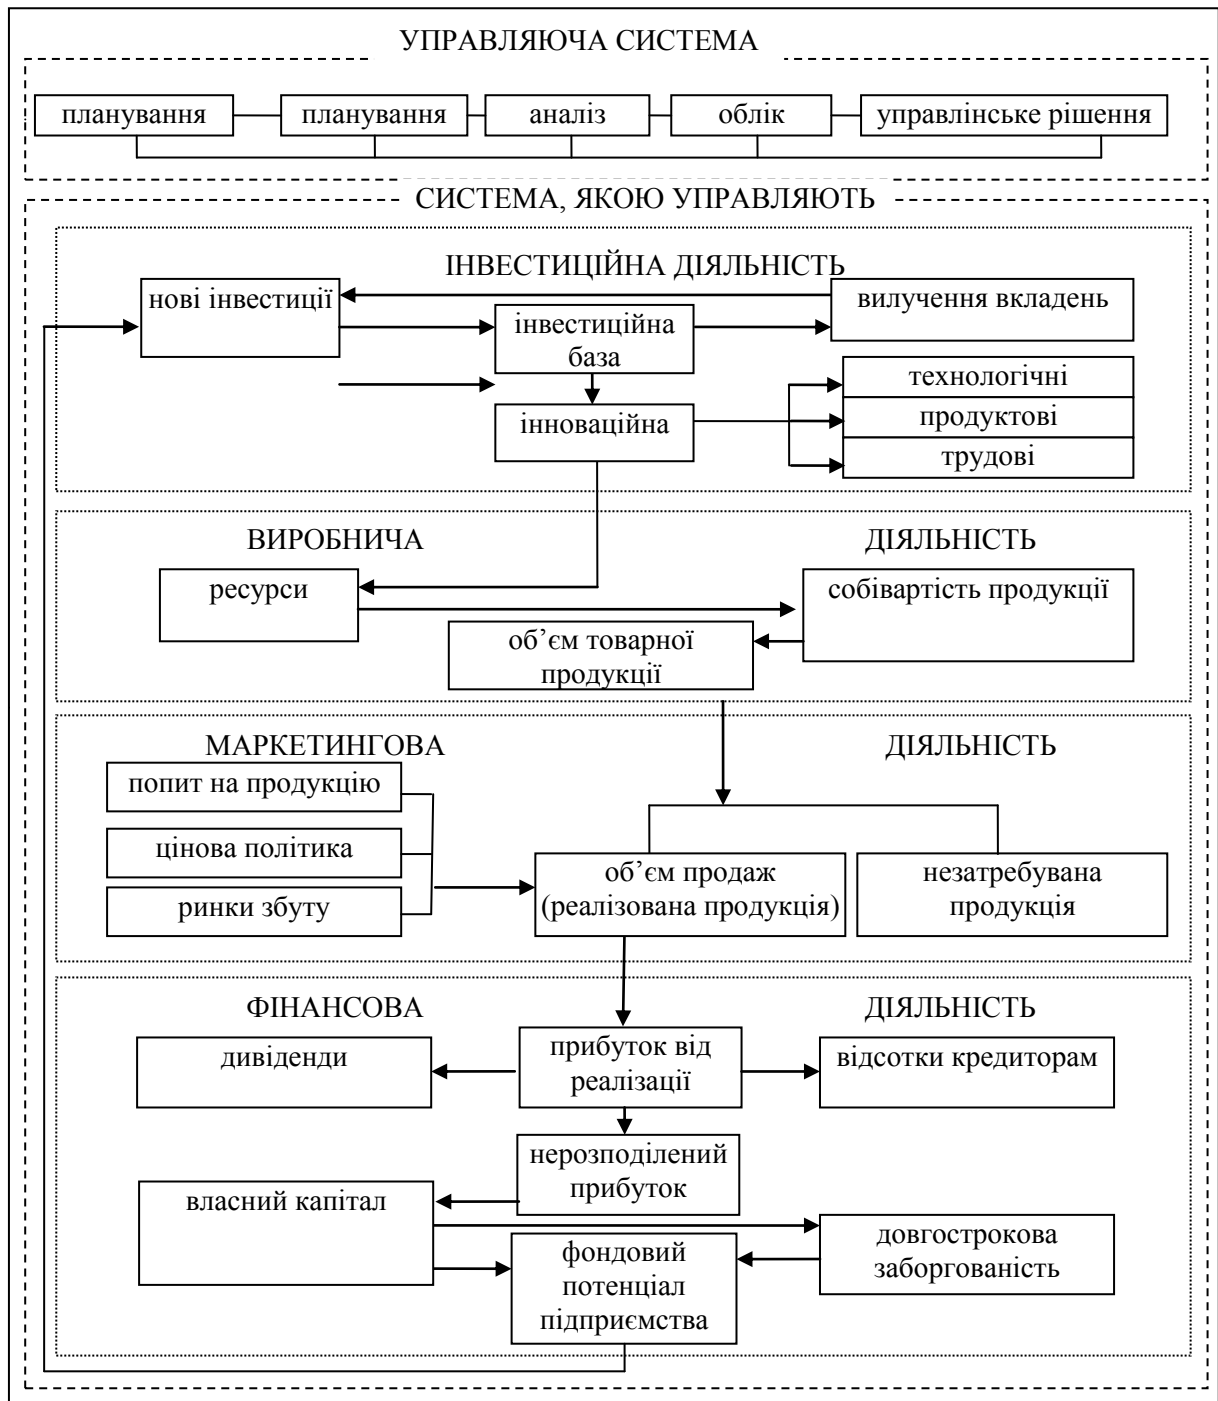 УПРАВЛЯЮЧА СИСТЕМА
планування
планування
аналіз
облік
управлінське рішення
СИСТЕМА, ЯКОЮ УПРАВЛЯЮТЬ
ІНВЕСТИЦІЙНА ДІЯЛЬНІСТЬ
нові інвестиції
вилучення вкладень
інвестиційна
база
технологічні
інноваційна
продуктові
трудові
ВИРОБНИЧА
ДІЯЛЬНІСТЬ
ресурси
собівартість продукції
об’єм товарної
продукції
МАРКЕТИНГОВА
ДІЯЛЬНІСТЬ
попит на продукцію
цінова політика
ринки збуту
об’єм продаж
(реалізована продукція)
незатребувана
продукція
ФІНАНСОВА
ДІЯЛЬНІСТЬ
дивіденди
прибуток від
реалізації
відсотки кредиторам
нерозподілений
прибуток
власний капітал
довгострокова
заборгованість
фондовий
потенціал
підприємства